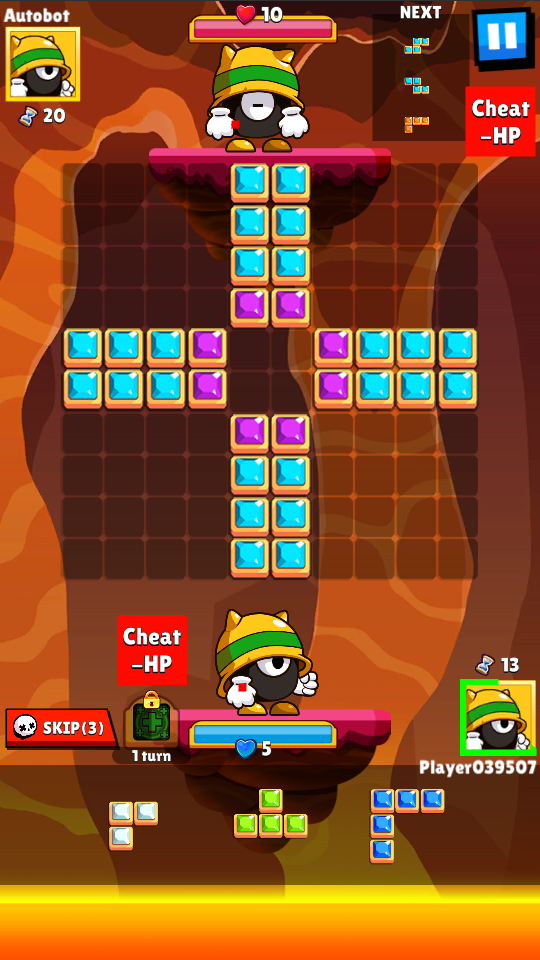 Autobot
20
10
NEXT
Cheat
-HP
Cheat
-HP
13
SKIP(3)
1 turn
5
Player039507